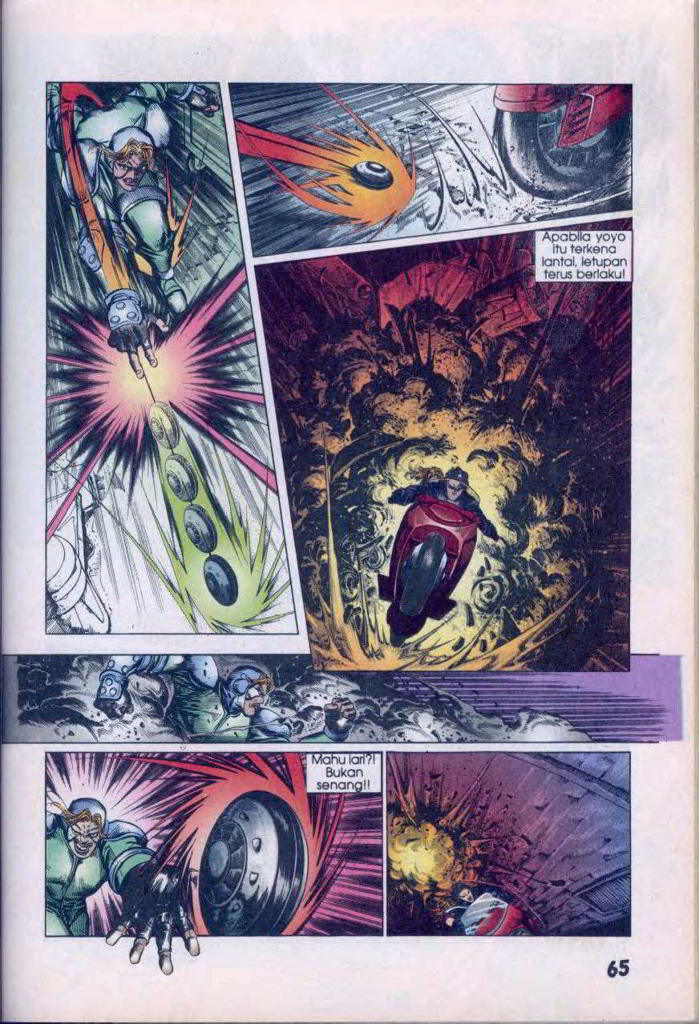 Apabila yoyo
itu terkena
lantai, letupan
terus berlaku!
Mahu lari?!
Bukan
senang!!
65